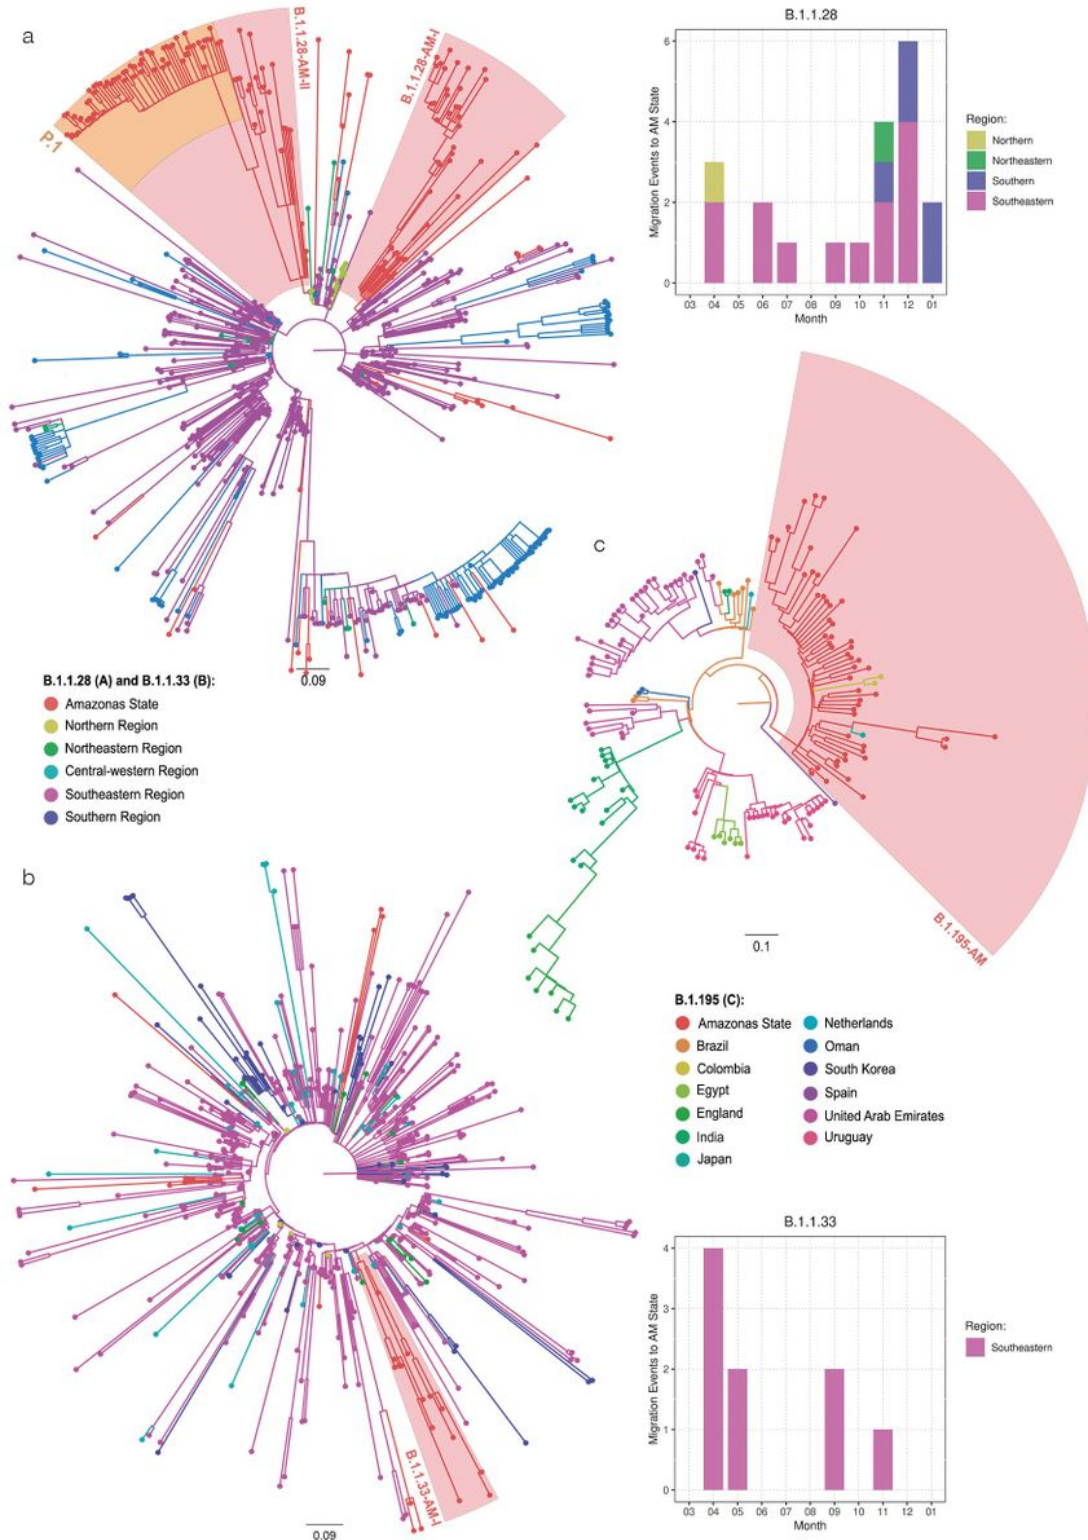 a
B.1.1.28-AM-II
B.1.1.28-AM-I
P.1
0.09
B.1.1.28
Migration Events to AM State
6
4
2
0
03 04 05 06 07 08 09 10 11 12 01
Month
Region:
Northern
Northeastern
Southern
Southeastern
B.1.1.28 (A) and B.1.1.33 (B):
Amazonas State
Northern Region
Northeastern Region
Central-western Region
Southeastern Region
Southern Region
c
B.1.195-AM
0.1
B.1.195 (C):
Amazonas State
Brazil
Colombia
Egypt
England
India
Japan
Netherlands
Oman
South Korea
Spain
United Arab Emirates
Uruguay
b
B.1.1.33-AM-I
0.09
B.1.1.33
Migration Events to AM State
4
3
2
1
0
03 04 05 06 07 08 09 10 11 12 01
Month
Region:
Southeastern